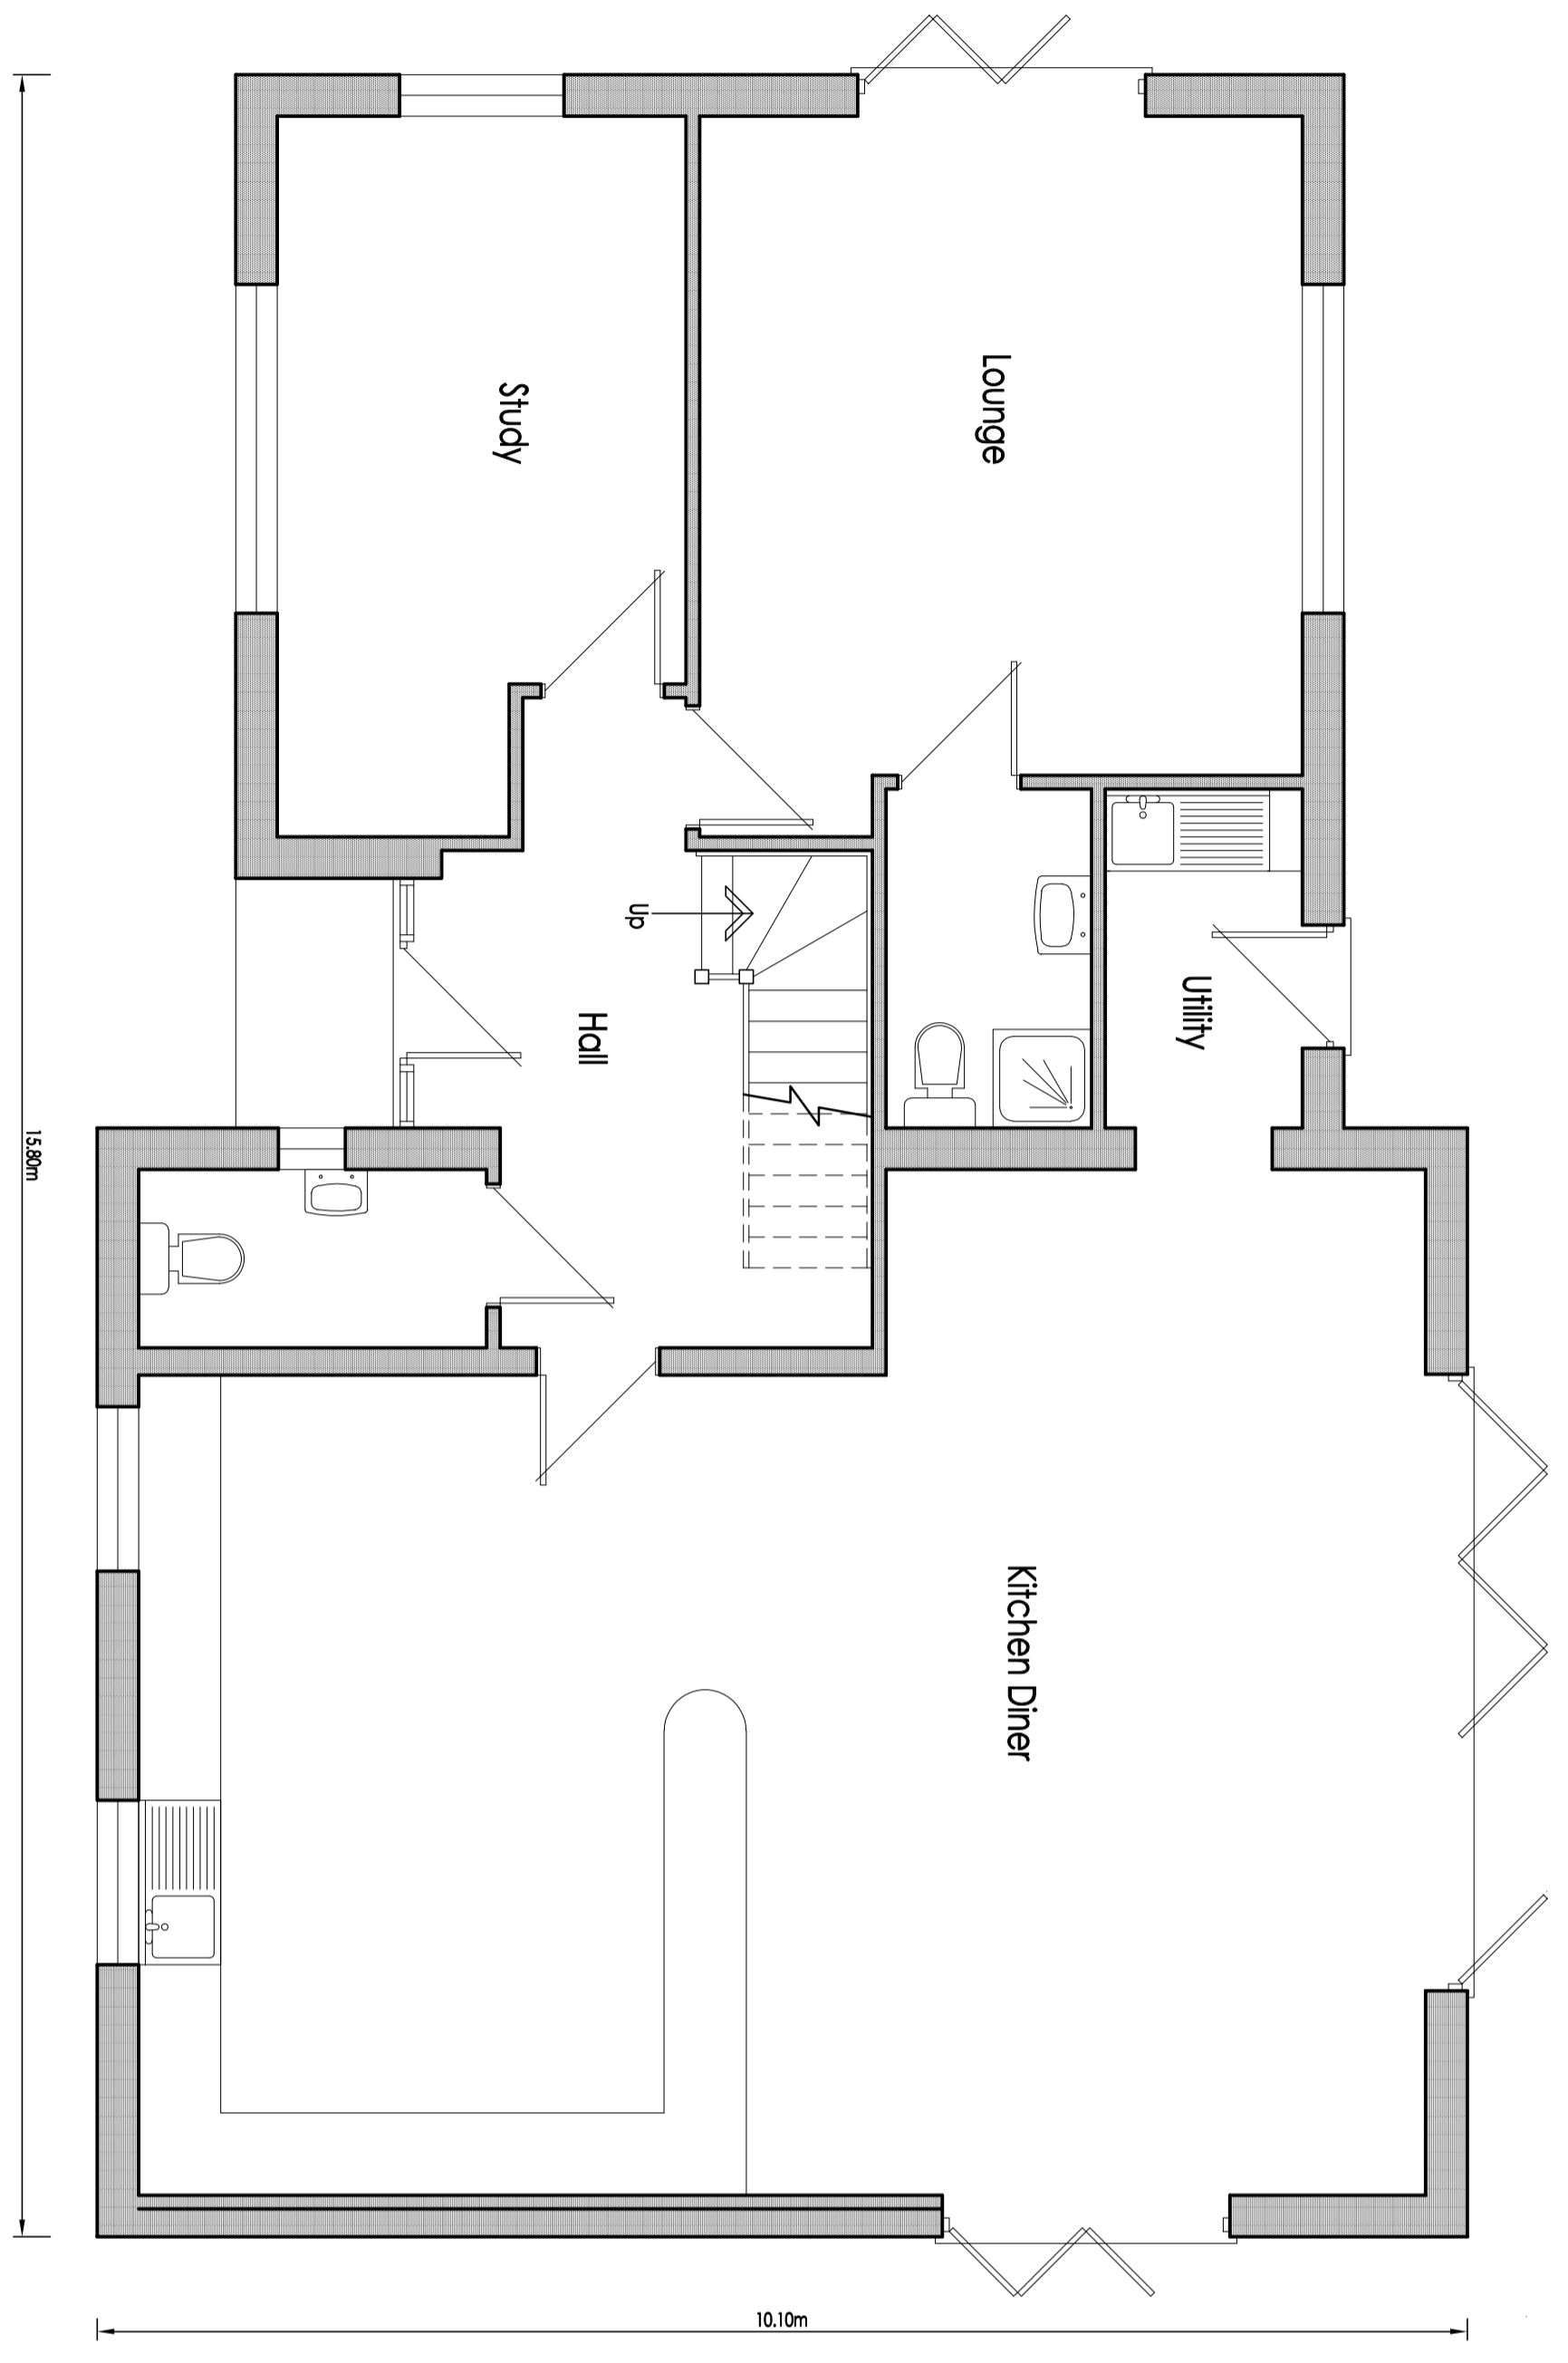 Lounge
Study
Utility
Up
Hall
Kitchen Diner
15.80m
10.10m